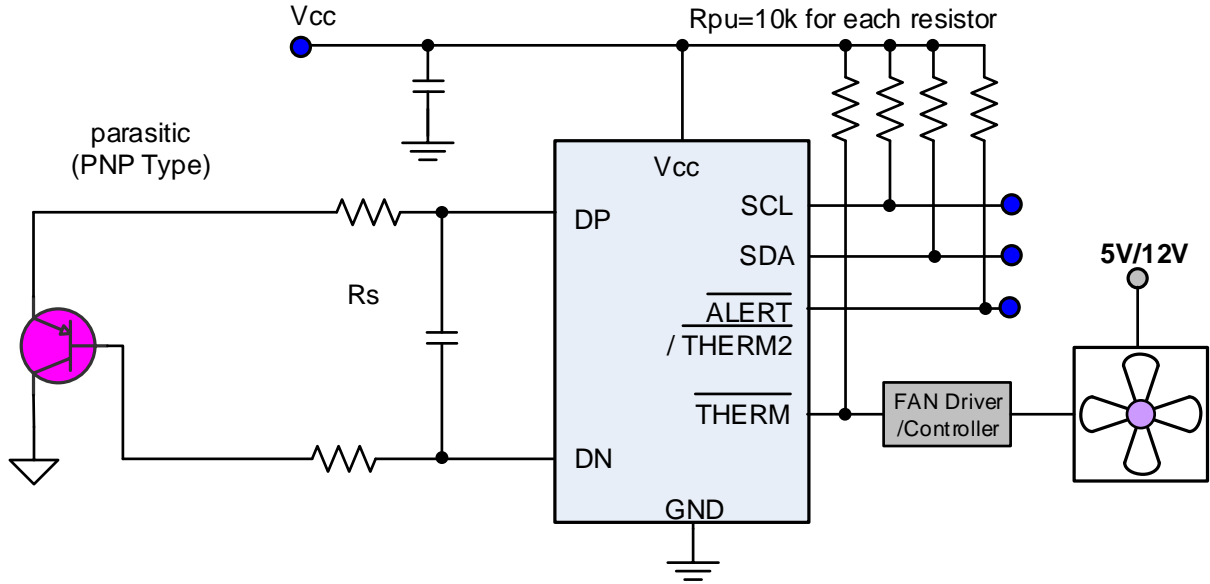 Vcc
Rpu=10k for each resistor
parasitic
(PNP Type)
Vcc
DP
SCL
SDA
Rs
ALERT
/ THERM2
5V/12V
THERM
FAN Driver
/Controller
DN
GND